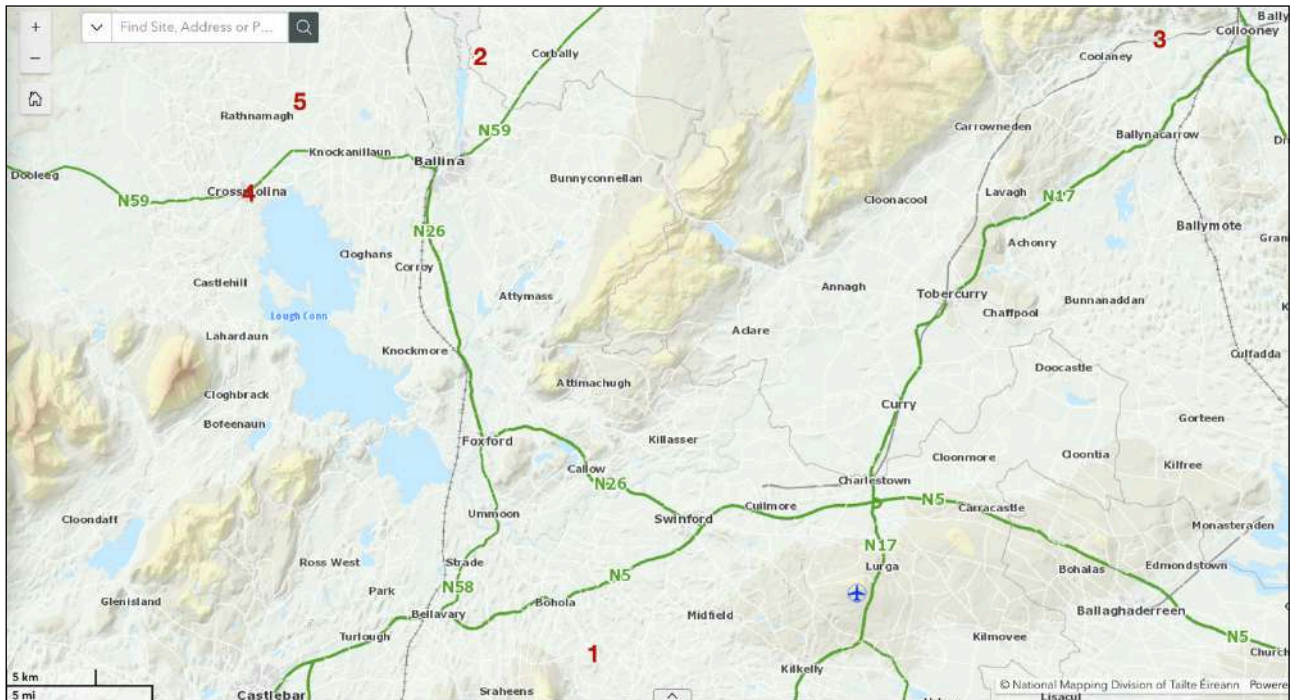 +
Find Site, Address or P...
−
2
Corbally
3
Coolaney
Collooney
5
Rathnamagh
Carrowneden
Ballynacarrow
N59
Knockanillaun
Ballina
Dooleeg
N59
Crossmolina
4
Bunnyconnellan
Cloonacool
Lavagh
N17
Ballymote
N26
Cloghans
Corroy
Achonry
Castlehill
Attymass
Annagh
Tobercurry
Bunnanaddan
Chaffpool
Lough Conn
Lahardaun
Aclare
Knockmore
Culfadda
Doocastle
Attimachugh
Cloghbrack
Curry
Bofeenaun
Gorteen
Foxford
Killasser
Cloonmore
Cloontia
Kilfree
Callow
N26
Charlestown
Cloondaff
Ummoon
Swinford
Cuilmore
N5
Carracastle
Monasteraden
N17
Ross West
Strade
N5
Lurga
Bohalas
Edmondstown
Park
N58
Glenisland
Bellavary
Bohola
Midfield
Ballaghaderreen
Turlough
Kilmovee
N5
Church
1
Kilkelly
5 km
5 mi
Castlebar
Sraheens
© National Mapping Division of Tailte Éireann
Powere